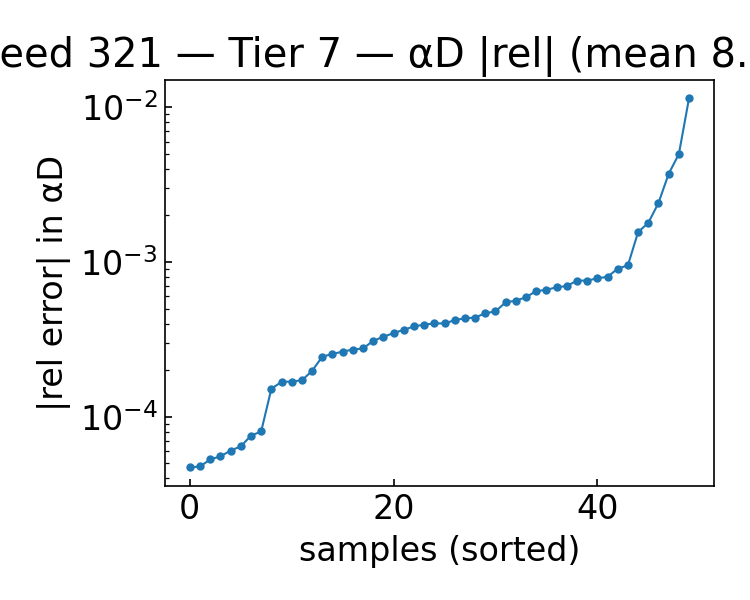 eed 321 — Tier 7 — αD |rel| (mean 8.
10⁻²
10⁻³
10⁻⁴
|rel error| in αD
0 20 40
samples (sorted)